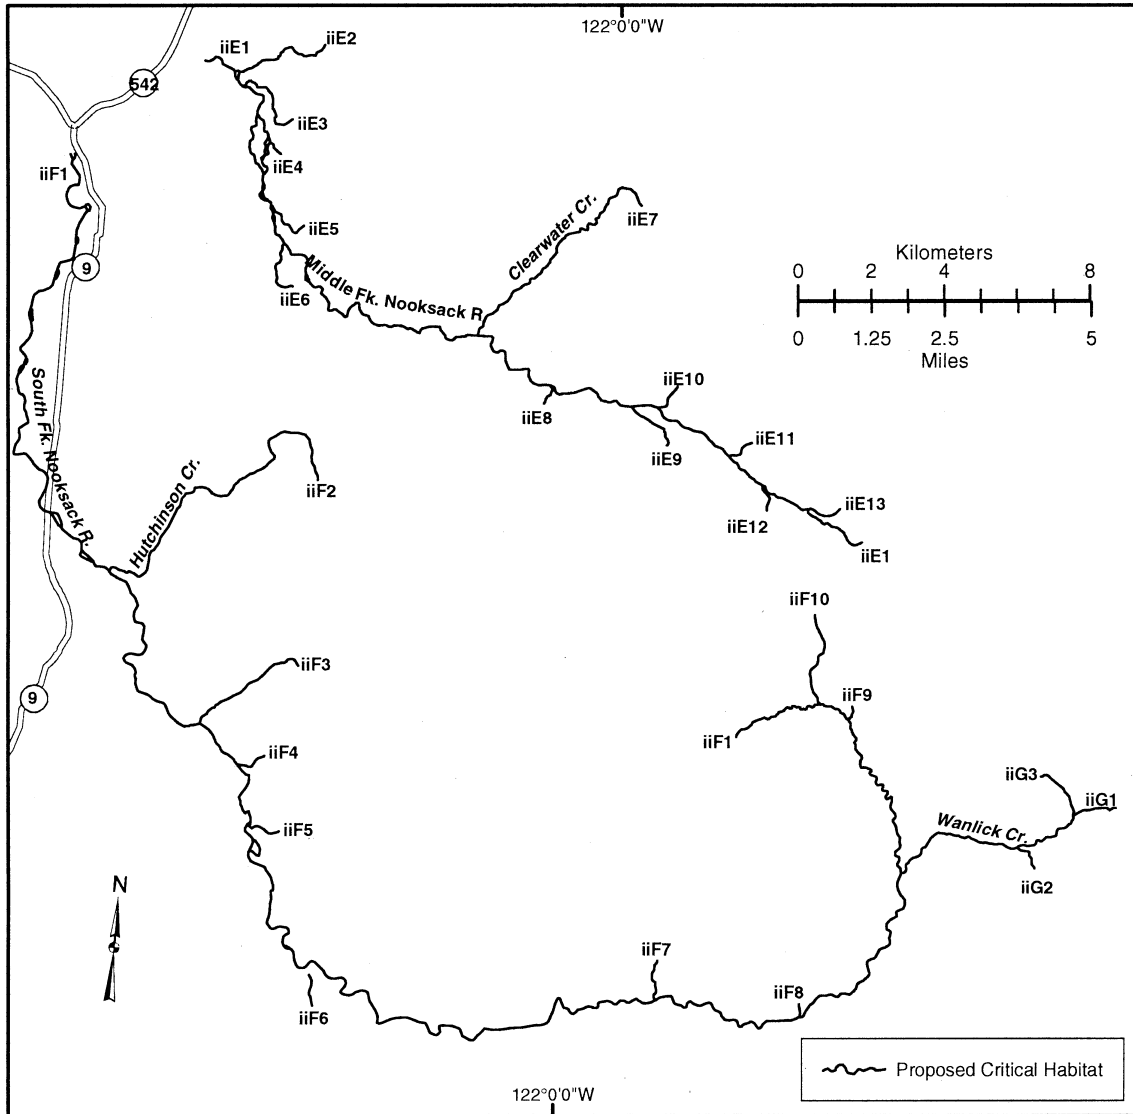 122°0'0"W
iiE1
iiE2
542
iiE3
iiF1
iiE4
Clearwater Cr.
iiE7
iiE5
Kilometers
0 2 4 8
9
Middle Fk. Nooksack R
iiE6
0 1.25 2.5 5
Miles
South Fk. Nooksack R.
iiE10
iiE8
iiE11
iiE9
Hutchinson Cr.
iiF2
iiE13
iiE12
iiE1
iiF10
iiF3
9
iiF9
iiF1
iiF4
iiG3
iiG1
iiF5
Wanlick Cr.
N
iiG2
iiF7
iiF8
iiF6
Proposed Critical Habitat
122°0'0"W